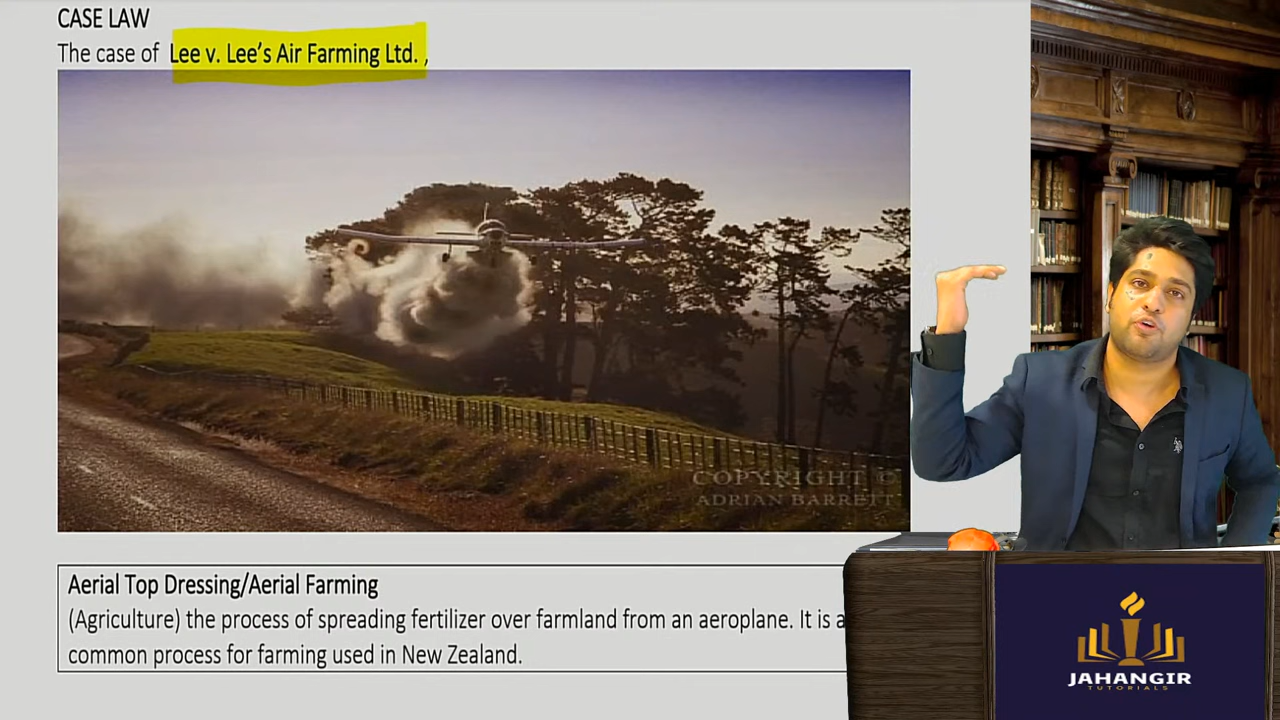 CASE LAW
The case of Lee v. Lee's Air Farming Ltd. ,
COPYRIGHT ©
ADRIAN BARRETT
Aerial Top Dressing/Aerial Farming
(Agriculture) the process of spreading fertilizer over farmland from an aeroplane. It is a
common process for farming used in New Zealand.
JAHANGIR
TUTORIALS